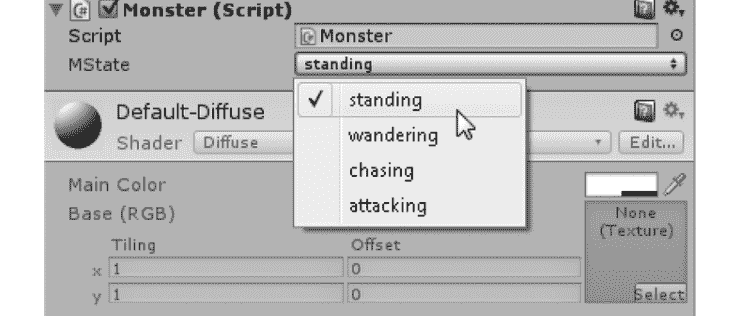 Monster (Script)
Script Monster
MState standing
standing
wandering
chasing
attacking
Default-Diffuse
Shader Diffuse Edit...
Main Color
Base (RGB)
None
(Texture)
Tiling Offset
x 1 0
y 1 0
Select